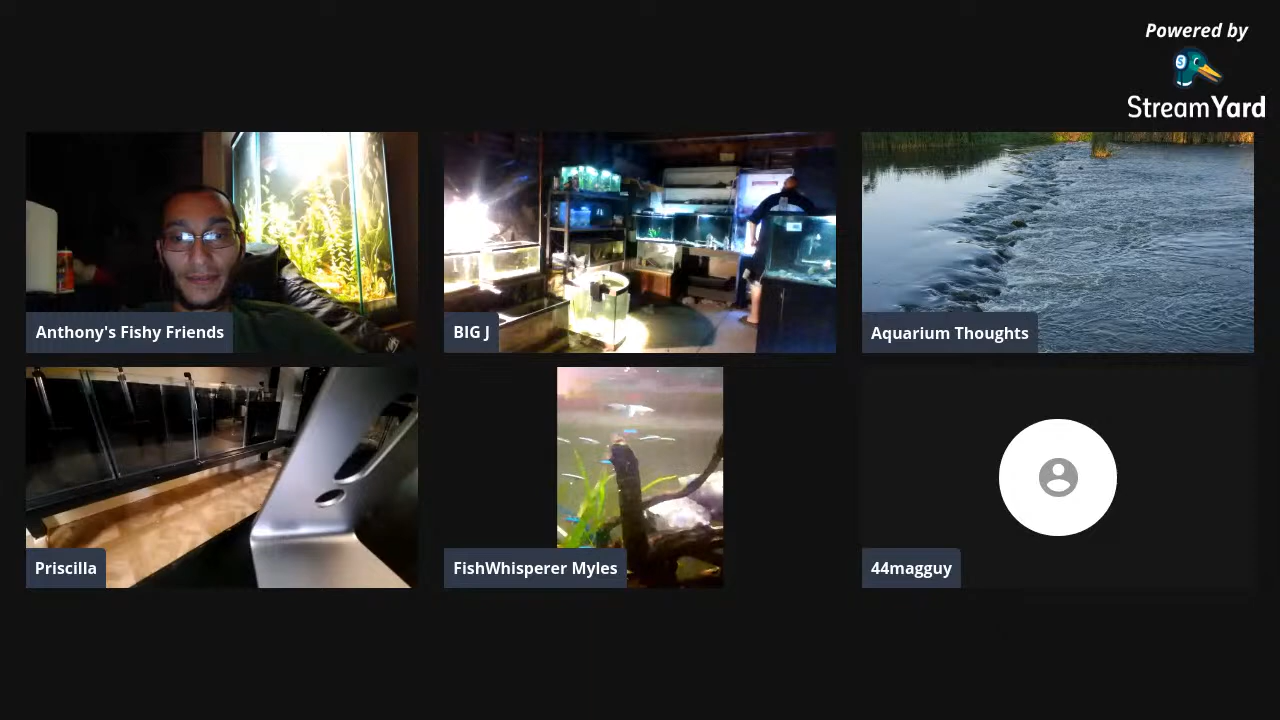 Powered by
S
StreamYard
Anthony's Fishy Friends
BIG J
Aquarium Thoughts
Priscilla
FishWhisperer Myles
44magguy